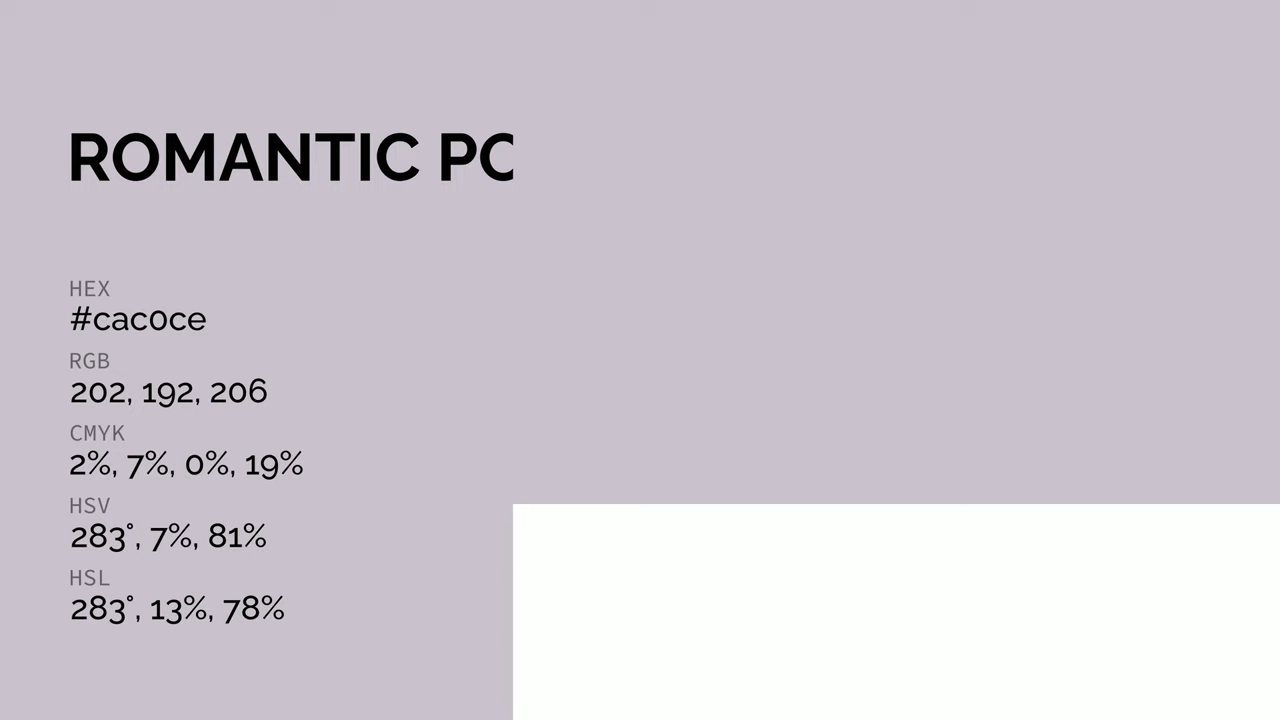 ROMANTIC
HEX
#cac0ce
RGB
202, 192, 206
CMYK
2%, 7%, 0%, 19%
HSV
283°, 7%, 81%
HSL
283°, 13%, 78%